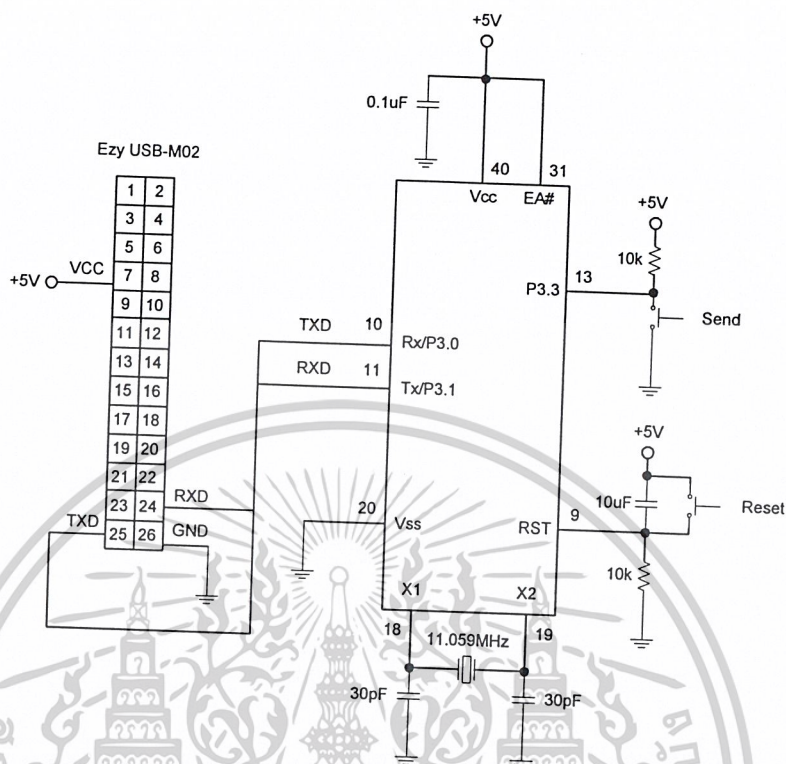 +5V
0.1uF
Ezy USB-M02
40 31
Vcc EA#
1 2
3 4
5 6
+5V VCC 7 8
9 10
11 12
13 14
15 16
17 18
19 20
21 22
23 24 RXD
TXD 25 26 GND
TXD 10 Rx/P3.0
RXD 11 Tx/P3.1
20 Vss
+5V
10k
P3.3 13
Send
+5V
10uF
Reset
RST 9
10k
X1 X2
18 11.059MHz 19
30pF 30pF